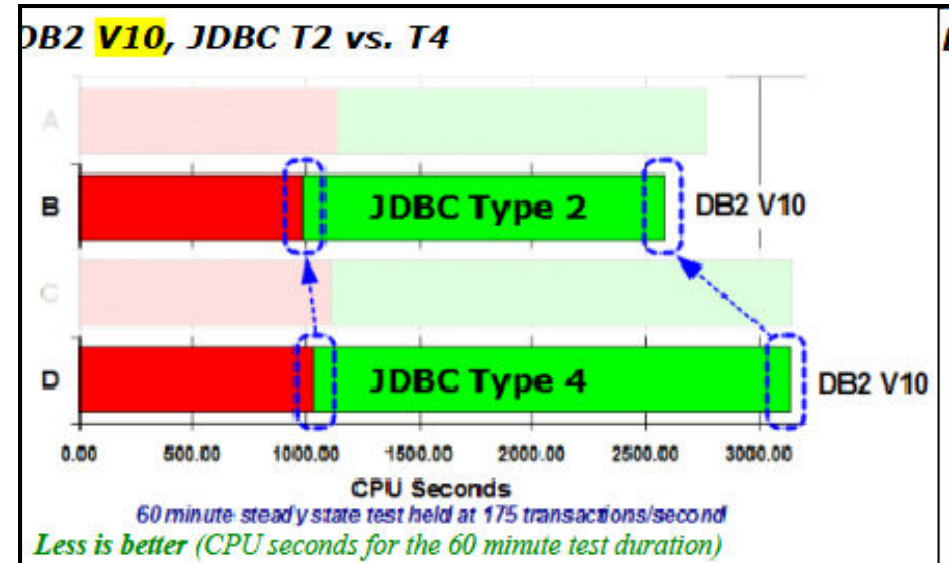 DB2 V10, JDBC T2 vs. T4
A
B
JDBC Type 2
DB2 V10
C
D
JDBC Type 4
DB2 V10
0.00 500.00 1000.00 1500.00 2000.00 2500.00 3000.00
CPU Seconds
60 minute steady state test held at 175 transactions/second
Less is better (CPU seconds for the 60 minute test duration)